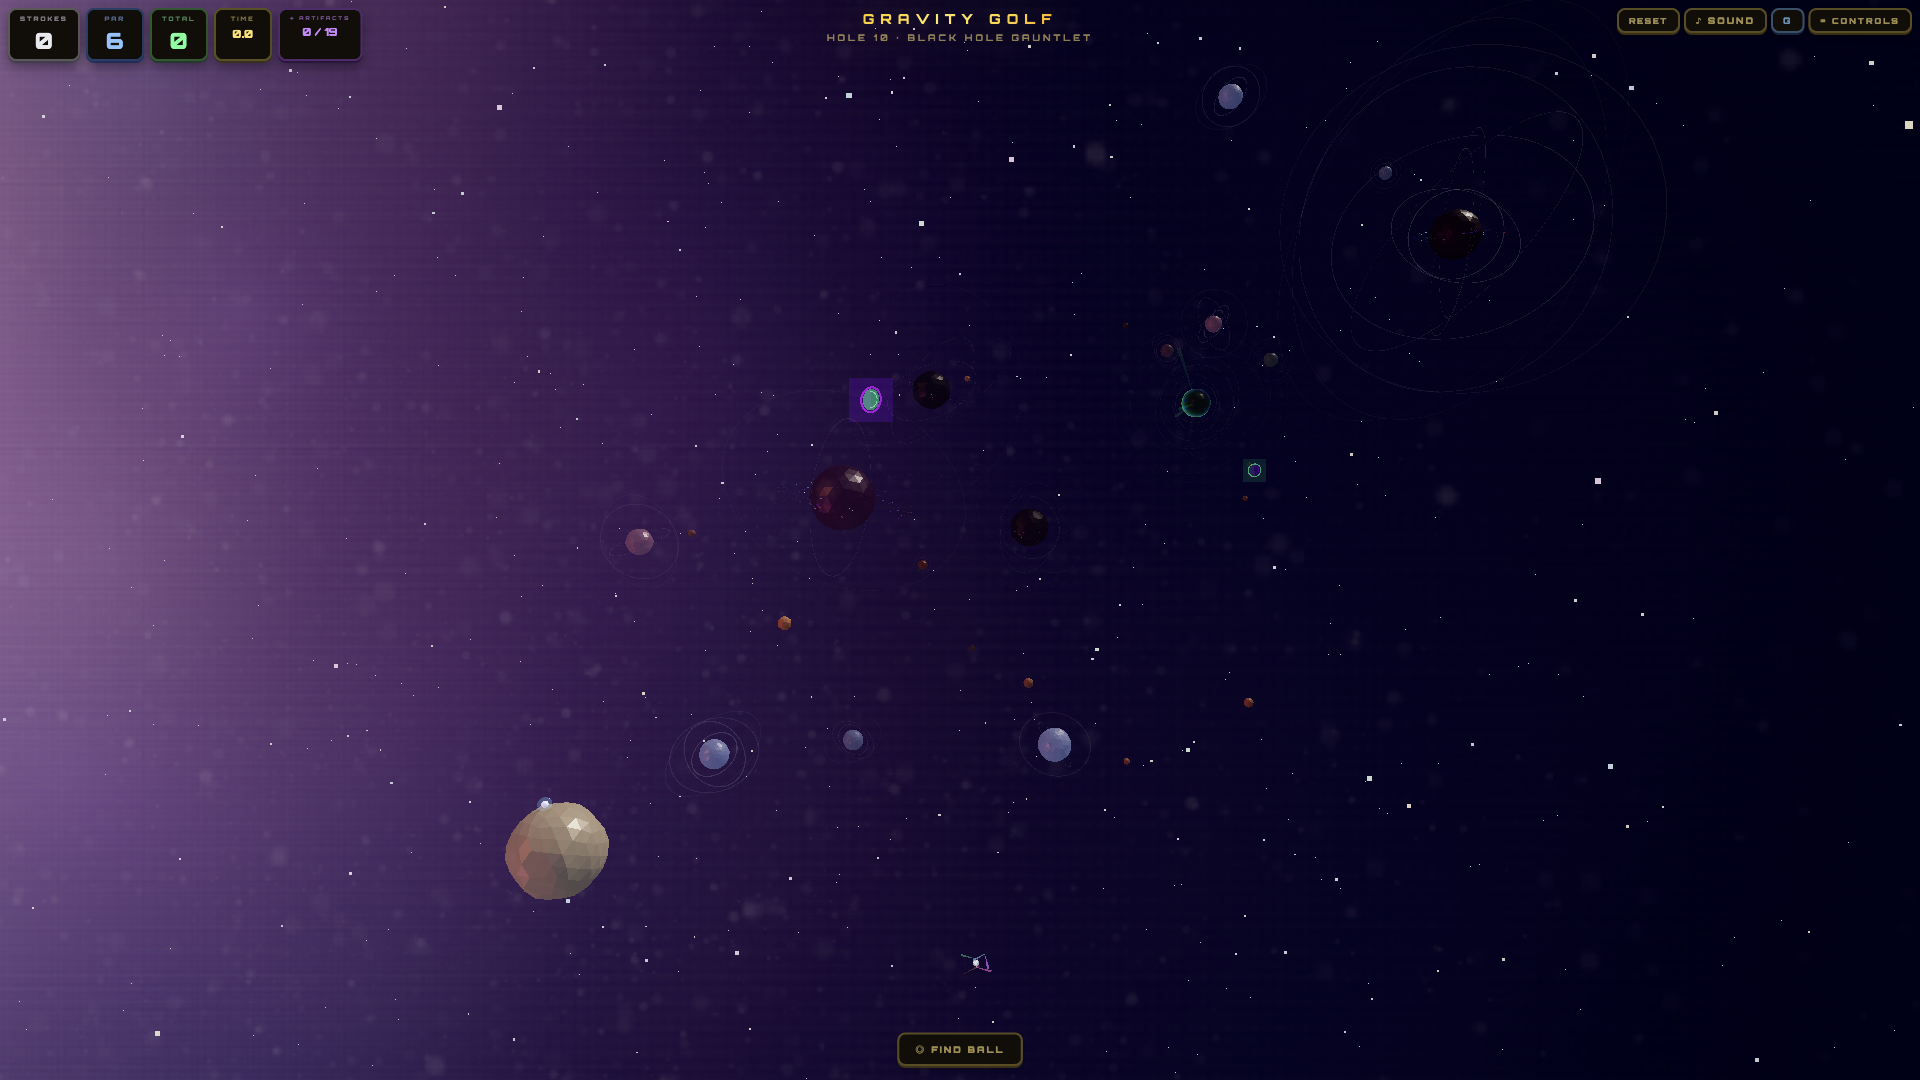 STROKES
0
PAR
6
TOTAL
0
TIME
0.0
ARTIFACTS
0 / 19
GRAVITY GOLF
HOLE 10 · BLACK HOLE GAUNTLET
RESET
♪ SOUND
G
CONTROLS
FIND BALL